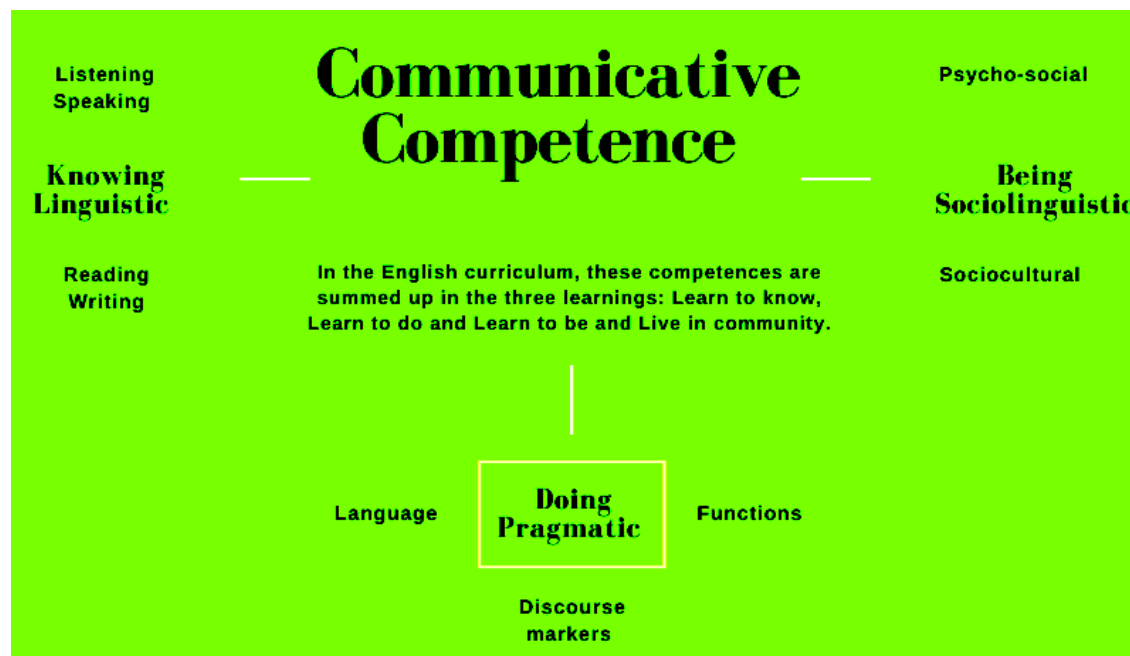 Communicative
Competence
Listening
Speaking
Knowing
Linguistic
Reading
Writing
Psycho-social
Being
Sociolinguistic
Sociocultural
In the English curriculum, these competences are
summed up in the three learnings: Learn to know,
Learn to do and Learn to be and Live in community.
Language
Doing
Pragmatic
Functions
Discourse
markers